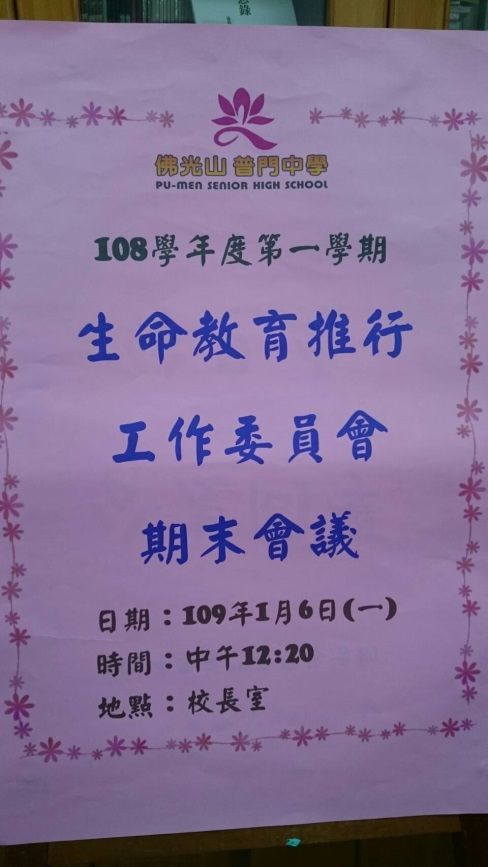 佛光山 普門中學
PU-MEN SENIOR HIGH SCHOOL
108學年度第一學期
生命教育推行
工作委員會
期末會議
日期：109年1月6日(一)
時間：中午12:20
地點：校長室